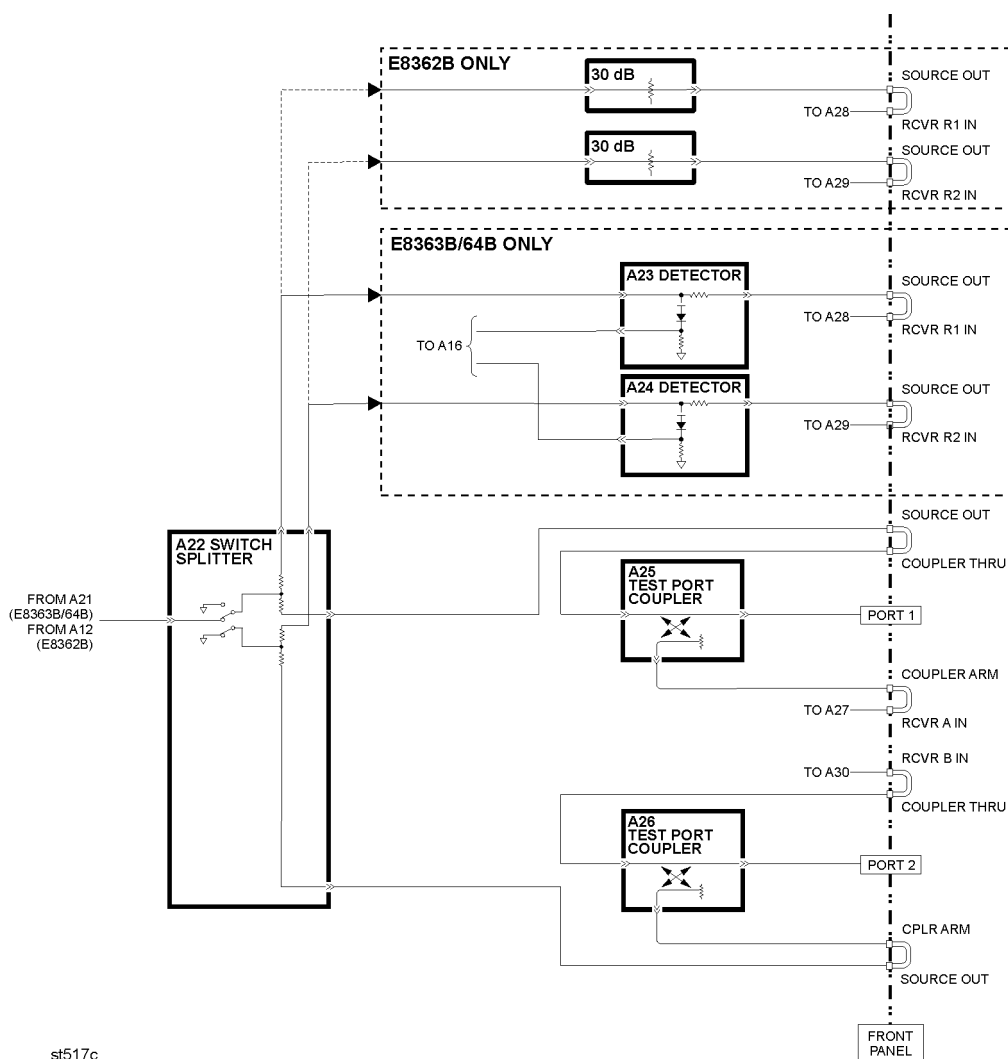 E8362B ONLY
30 dB
SOURCE OUT
TO A28
RCVR R1 IN
30 dB
SOURCE OUT
TO A29
RCVR R2 IN
E8363B/64B ONLY
A23 DETECTOR
SOURCE OUT
TO A28
RCVR R1 IN
TO A16
A24 DETECTOR
SOURCE OUT
TO A29
RCVR R2 IN
SOURCE OUT
A22 SWITCH
SPLITTER
COUPLER THRU
A25
TEST PORT
COUPLER
FROM A21
(E8363B/64B)
FROM A12
(E8362B)
PORT 1
COUPLER ARM
TO A27
RCVR A IN
RCVR B IN
TO A30
COUPLER THRU
A26
TEST PORT
COUPLER
PORT 2
CPLR ARM
SOURCE OUT
FRONT
PANEL
st517c